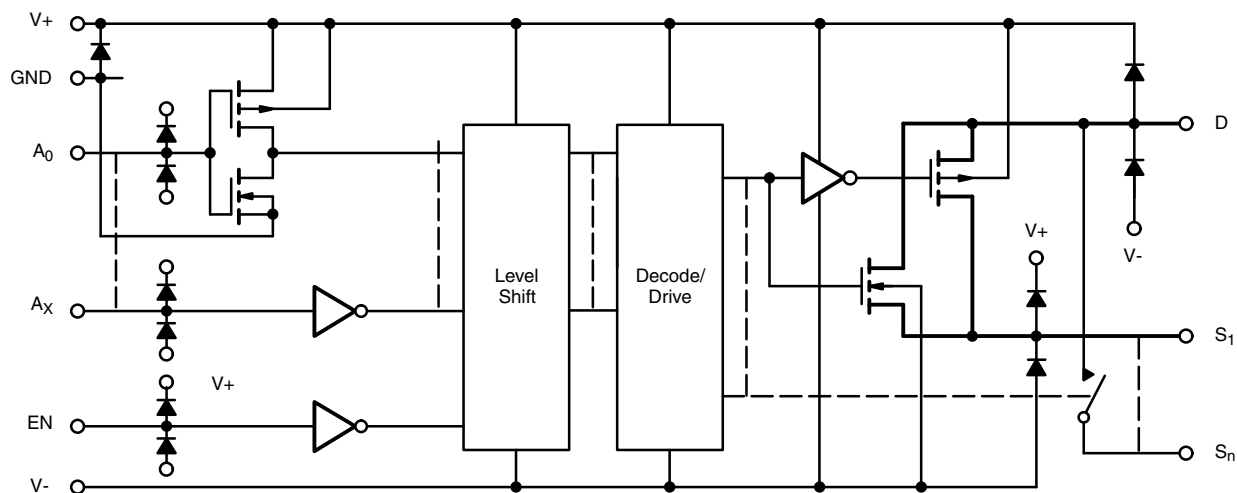 V+
GND
A0
AX
EN
V+
V-
Level
Shift
Decode/
Drive
V+
D
V-
S1
Sn